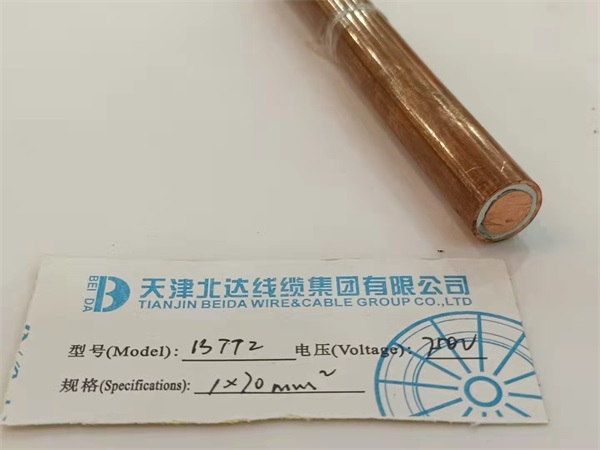 BEI DA
天津北达线缆集团有限公司
TIANJIN BEIDA WIRE&CABLE GROUP CO.,LTD
型号(Model): BTTZ 电压(Voltage): 750V
规格(Specifications): 1×70mm²